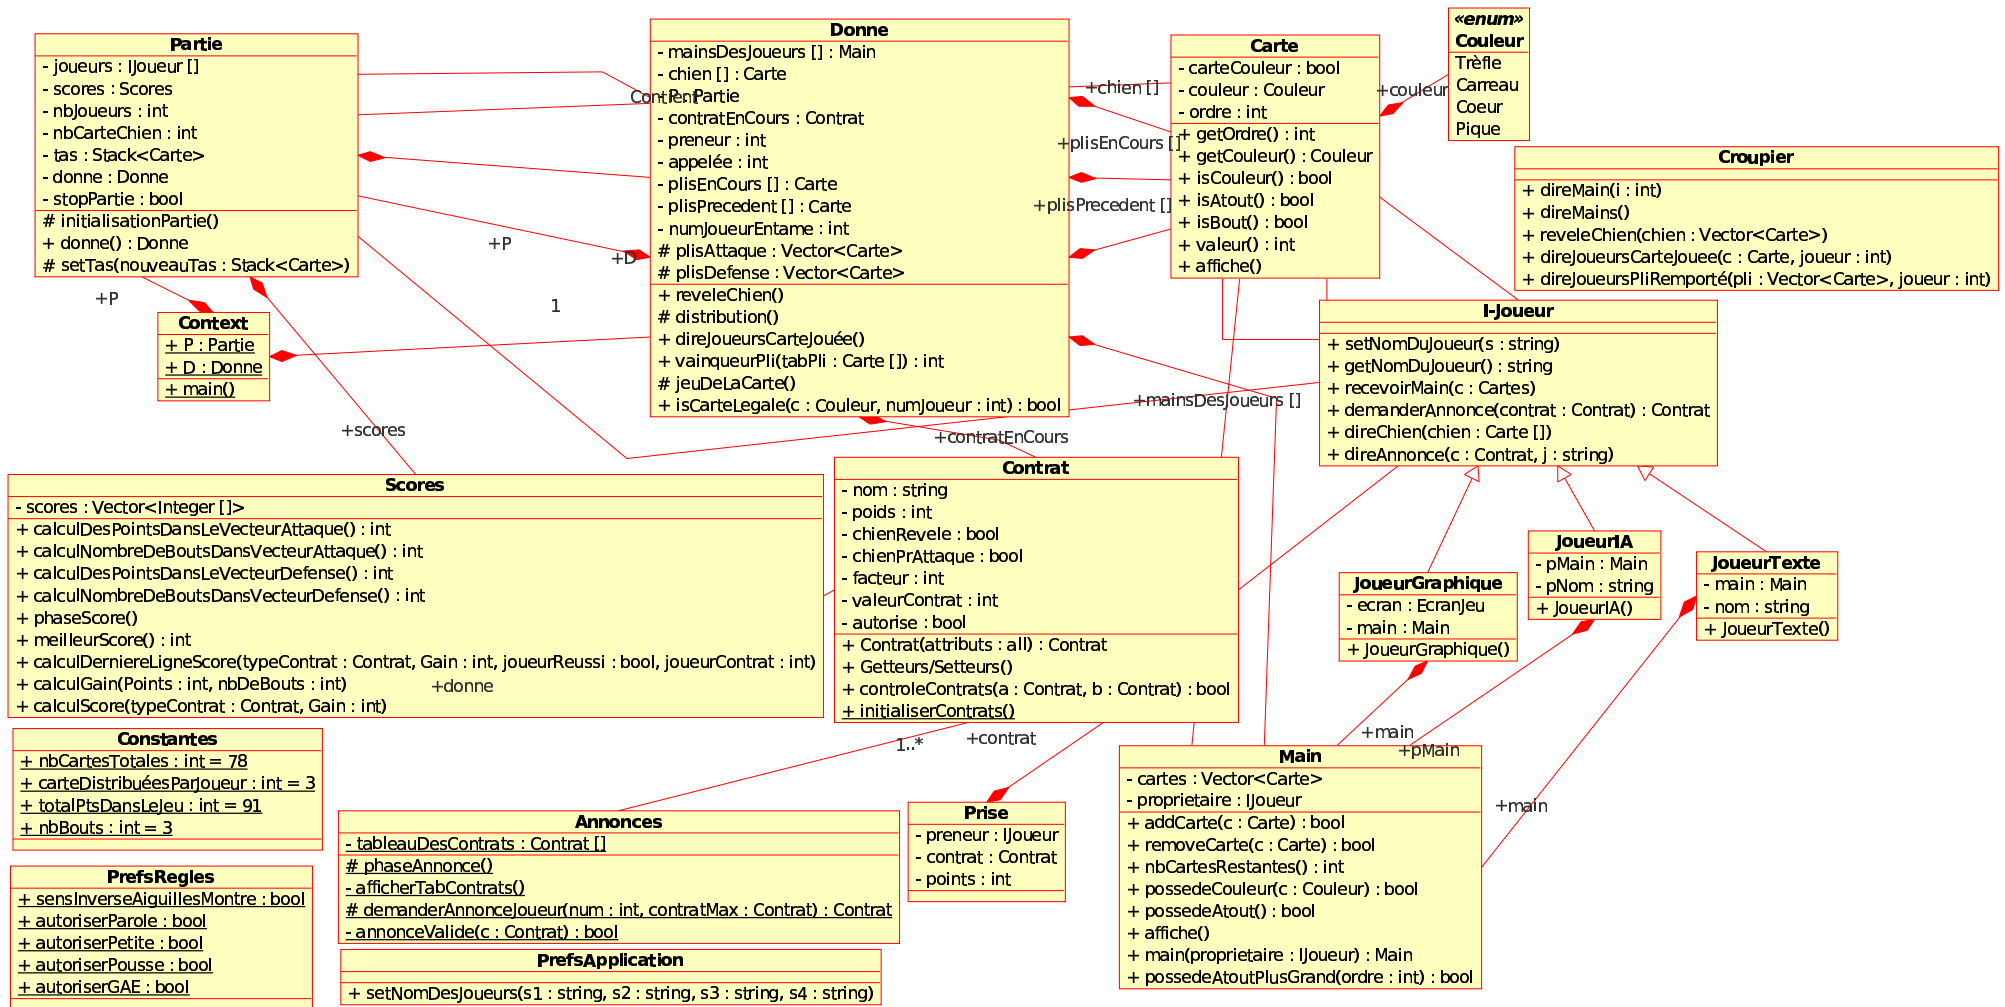 Partie
- joueurs : IJoueur []
- scores : Scores
- nbJoueurs : int
- nbCarteChien : int
- tas : Stack<Carte>
- donne : Donne
- stopPartie : bool
# initialisationPartie()
+ donne() : Donne
# setTas(nouveauTas : Stack<Carte>)
Donne
- mainsDesJoueurs [] : Main
- chien [] : Carte
- P : Partie
- contratEnCours : Contrat
- preneur : int
- appelée : int
- plisEnCours [] : Carte
- plisPrecedent [] : Carte
- numJoueurEntame : int
# plisAttaque : Vector<Carte>
# plisDefense : Vector<Carte>
+ reveleChien()
# distribution()
+ direJoueursCarteJouée()
+ vainqueurPli(tabPli : Carte []) : int
# jeuDeLaCarte()
+ isCarteLegale(c : Couleur, numJoueur : int) : bool
Contient
+chien []
+plisEnCours []
+plisPrecedent []
Carte
- carteCouleur : bool
- couleur : Couleur
- ordre : int
+ getOrdre() : int
+ getCouleur() : Couleur
+ isCouleur() : bool
+ isAtout() : bool
+ isBout() : bool
+ valeur() : int
+ affiche()
+couleur
«enum»
Couleur
Trèfle
Carreau
Coeur
Pique
Croupier
+ direMain(i : int)
+ direMains()
+ reveleChien(chien : Vector<Carte>)
+ direJoueursCarteJouee(c : Carte, joueur : int)
+ direJoueursPliRemporté(pli : Vector<Carte>, joueur : int)
+P
+D
+P
1
Context
+ P : Partie
+ D : Donne
+ main()
I-Joueur
+ setNomDuJoueur(s : string)
+ getNomDuJoueur() : string
+ recevoirMain(c : Cartes)
+ demanderAnnonce(contrat : Contrat) : Contrat
+ direChien(chien : Carte [])
+ direAnnonce(c : Contrat, j : string)
+mainsDesJoueurs []
+scores
+contratEnCours
Scores
- scores : Vector<Integer []>
+ calculDesPointsDansLeVecteurAttaque() : int
+ calculNombreDeBoutsDansVecteurAttaque() : int
+ calculDesPointsDansLeVecteurDefense() : int
+ calculNombreDeBoutsDansVecteurDefense() : int
+ phaseScore()
+ meilleurScore() : int
+ calculDerniereLigneScore(typeContrat : Contrat, Gain : int, joueurReussi : bool, joueurContrat : int)
+ calculGain(Points : int, nbDeBouts : int)
+ calculScore(typeContrat : Contrat, Gain : int)
+donne
Contrat
- nom : string
- poids : int
- chienRevele : bool
- chienPrAttaque : bool
- facteur : int
- valeurContrat : int
- autorise : bool
+ Contrat(attributs : all) : Contrat
+ Getteurs/Setteurs()
+ controleContrats(a : Contrat, b : Contrat) : bool
+ initialiserContrats()
JoueurGraphique
- ecran : EcranJeu
- main : Main
+ JoueurGraphique()
JoueurIA
- pMain : Main
- pNom : string
+ JoueurIA()
JoueurTexte
- main : Main
- nom : string
+ JoueurTexte()
1..*
+contrat
+main
+pMain
+main
Constantes
+ nbCartesTotales : int = 78
+ carteDistribuéesParJoueur : int = 3
+ totalPtsDansLeJeu : int = 91
+ nbBouts : int = 3
PrefsRegles
+ sensInverseAiguillesMontre : bool
+ autoriserParole : bool
+ autoriserPetite : bool
+ autoriserPousse : bool
+ autoriserGAE : bool
Annonces
- tableauDesContrats : Contrat []
# phaseAnnonce()
- afficherTabContrats()
# demanderAnnonceJoueur(num : int, contratMax : Contrat) : Contrat
- annonceValide(c : Contrat) : bool
PrefsApplication
+ setNomDesJoueurs(s1 : string, s2 : string, s3 : string, s4 : string)
Prise
- preneur : IJoueur
- contrat : Contrat
- points : int
Main
- cartes : Vector<Carte>
- proprietaire : IJoueur
+ addCarte(c : Carte) : bool
+ removeCarte(c : Carte) : bool
+ nbCartesRestantes() : int
+ possedeCouleur(c : Couleur) : bool
+ possedeAtout() : bool
+ affiche()
+ main(proprietaire : IJoueur) : Main
+ possedeAtoutPlusGrand(ordre : int) : bool